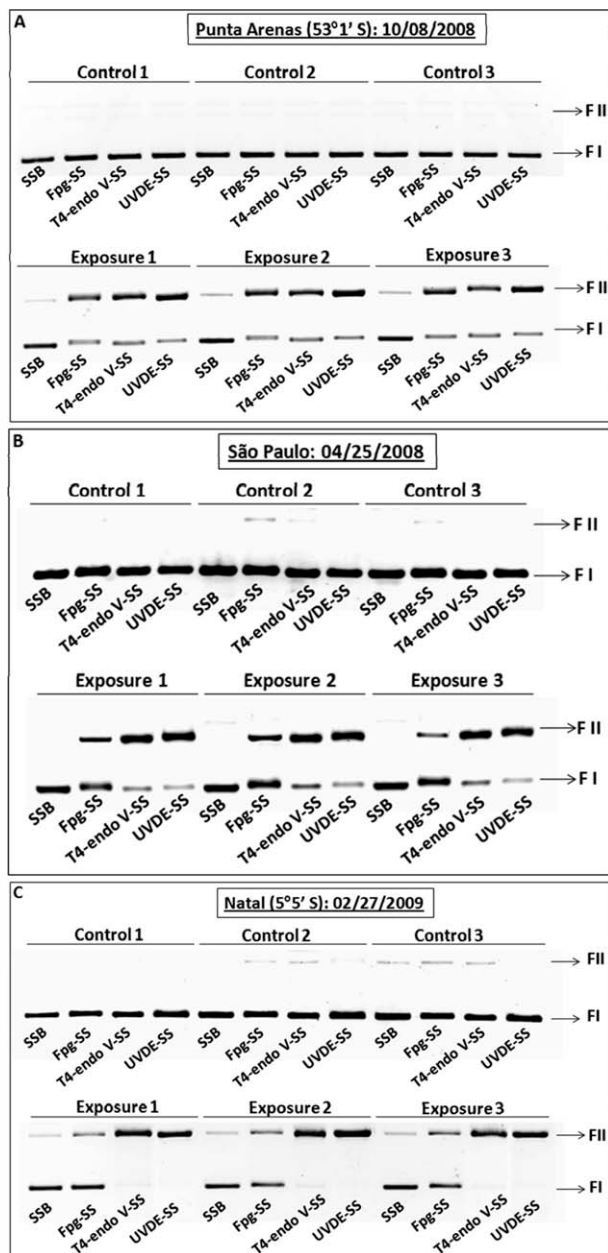 A
Punta Arenas (53°1' S): 10/08/2008
Control 1 Control 2 Control 3
F II
F I
SSB Fpg-SS T4-endo V-SS UVDE-SS SSB Fpg-SS T4-endo V-SS UVDE-SS SSB Fpg-SS T4-endo V-SS UVDE-SS
Exposure 1 Exposure 2 Exposure 3
F II
F I
SSB Fpg-SS T4-endo V-SS UVDE-SS SSB Fpg-SS T4-endo V-SS UVDE-SS SSB Fpg-SS T4-endo V-SS UVDE-SS
B
São Paulo: 04/25/2008
Control 1 Control 2 Control 3
F II
F I
SSB Fpg-SS T4-endo V-SS UVDE-SS SSB Fpg-SS T4-endo V-SS UVDE-SS SSB Fpg-SS T4-endo V-SS UVDE-SS
Exposure 1 Exposure 2 Exposure 3
F II
F I
SSB Fpg-SS T4-endo V-SS UVDE-SS SSB Fpg-SS T4-endo V-SS UVDE-SS SSB Fpg-SS T4-endo V-SS UVDE-SS
C
Natal (5°5' S): 02/27/2009
Control 1 Control 2 Control 3
FII
FI
SSB Fpg-SS T4-endo V-SS UVDE-SS SSB Fpg-SS T4-endo V-SS UVDE-SS SSB Fpg-SS T4-endo V-SS UVDE-SS
Exposure 1 Exposure 2 Exposure 3
FII
FI
SSB Fpg-SS T4-endo V-SS UVDE-SS SSB Fpg-SS T4-endo V-SS UVDE-SS SSB Fpg-SS T4-endo V-SS UVDE-SS